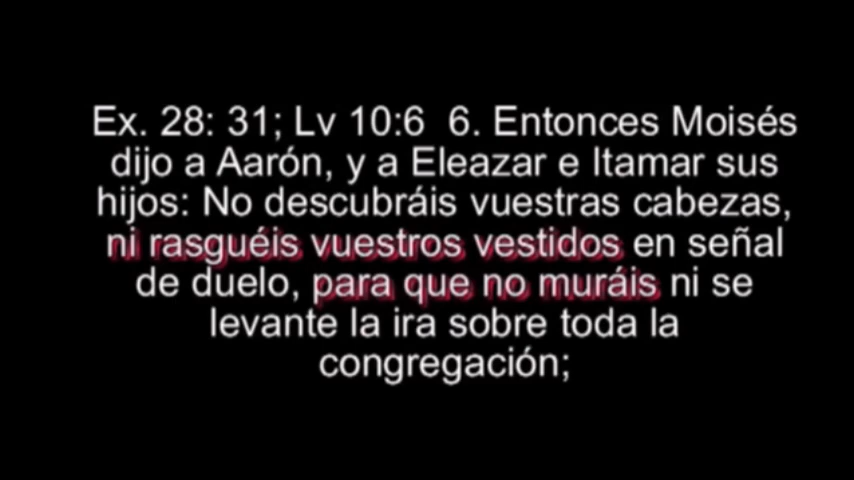 Ex. 28: 31; Lv 10:6  6. Entonces Moisés
dijo a Aarón, y a Eleazar e Itamar sus
hijos: No descubráis vuestras cabezas,
ni rasguéis vuestros vestidos en señal
de duelo, para que no muráis ni se
levante la ira sobre toda la
congregación;